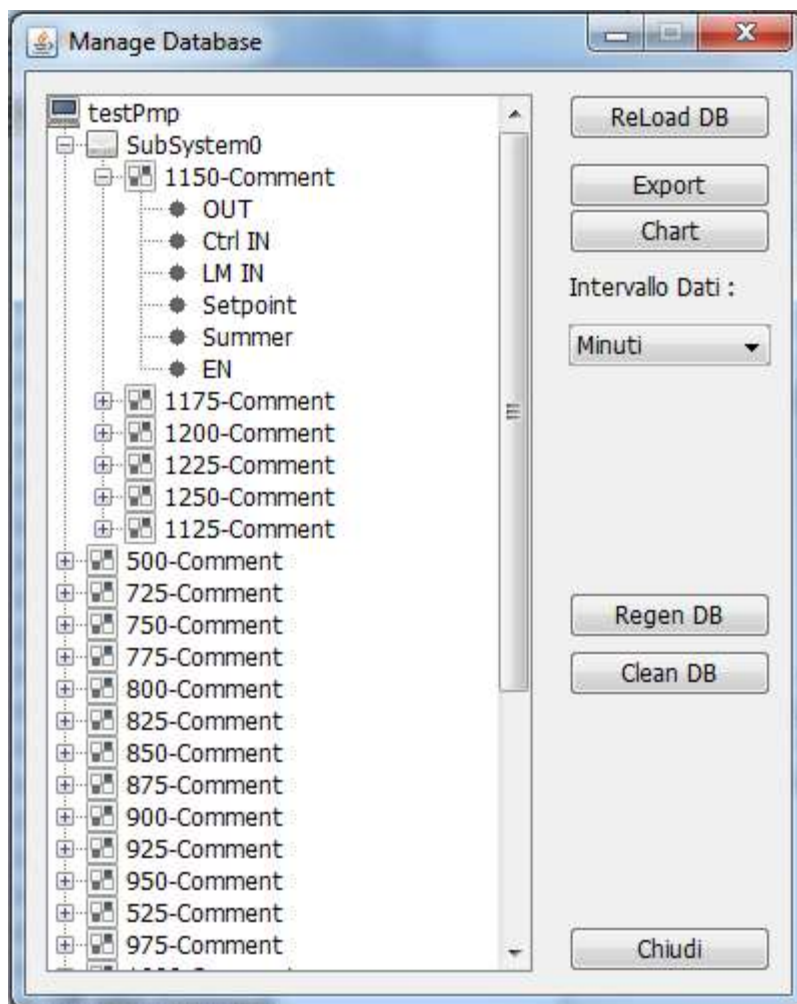 Manage Database
testPmp
SubSystem0
1150-Comment
OUT
Ctrl IN
LM IN
Setpoint
Summer
EN
1175-Comment
1200-Comment
1225-Comment
1250-Comment
1125-Comment
500-Comment
725-Comment
750-Comment
775-Comment
800-Comment
825-Comment
850-Comment
875-Comment
900-Comment
925-Comment
950-Comment
525-Comment
975-Comment
ReLoad DB
Export
Chart
Intervallo Dati :
Minuti
Regen DB
Clean DB
Chiudi